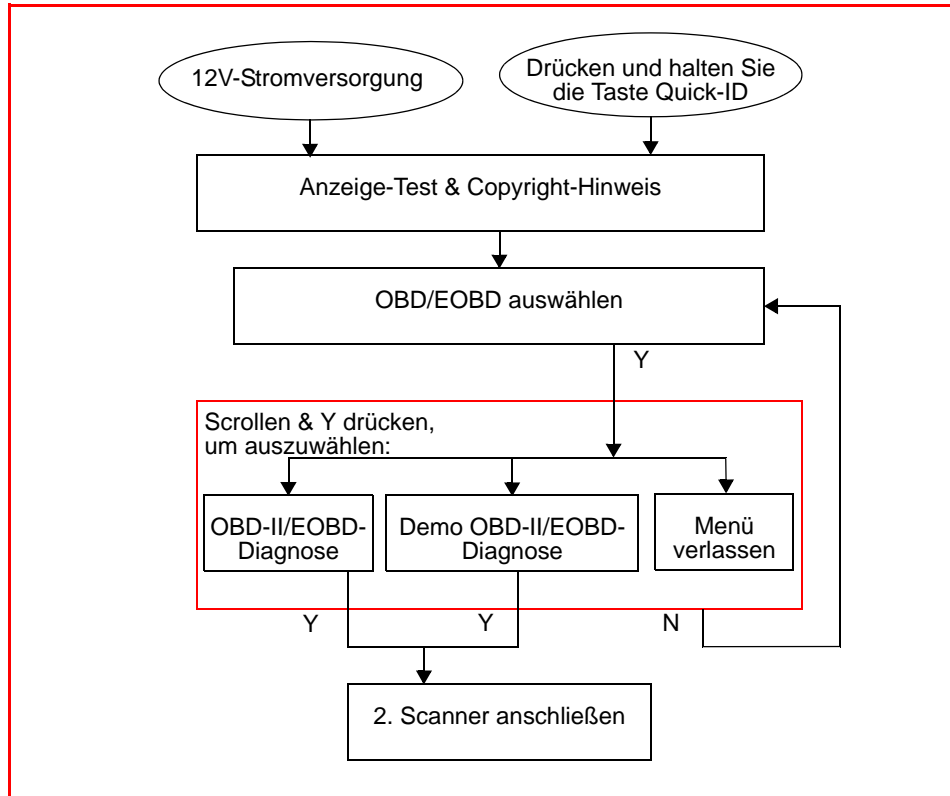 12V-Stromversorgung
Drücken und halten Sie
die Taste Quick-ID
Anzeige-Test & Copyright-Hinweis
OBD/EOBD auswählen
Y
Scrollen & Y drücken,
um auszuwählen:
OBD-II/EOBD-
Diagnose
Demo OBD-II/EOBD-
Diagnose
Menü
verlassen
Y
Y
N
2. Scanner anschließen